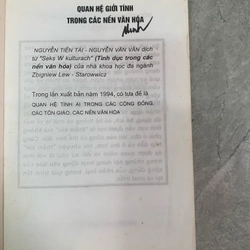 QUAN HỆ GIỚI TÍNH
TRONG CÁC NỀN VĂN HÓA
NGUYỄN TIẾN TÀI - NGUYỄN VĂN VĂN dịch
từ "Seks W kulturach" (Tình dục trong các
nền văn hóa) của nhà khoa học đa ngành
Zbigniew Lew - Starowicz
Trong lần xuất bản năm 1994, có tựa đề là
QUAN HỆ TÌNH ÁI TRONG CÁC CỘNG ĐỒNG,
CÁC TÔN GIÁO, CÁC NỀN VĂN HÓA